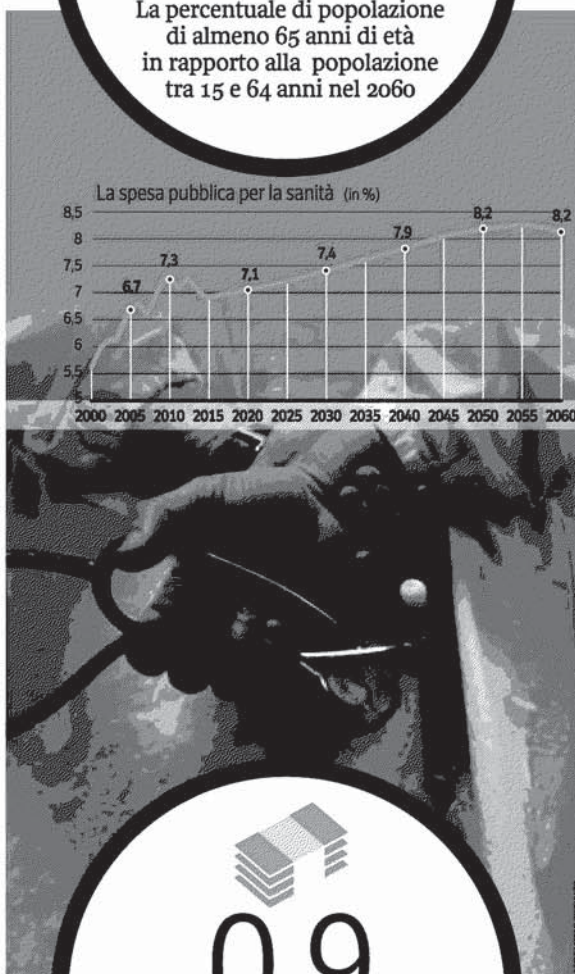 La percentuale di popolazione
di almeno 65 anni di età
in rapporto alla popolazione
tra 15 e 64 anni nel 2060
La spesa pubblica per la sanità (in %)
8,5
8
7,5
7
6,5
6
5,5
5
6,7
7,3
7,1
7,4
7,9
8,2
8,2
2000 2005 2010 2015 2020 2025 2030 2035 2040 2045 2050 2055 2060
0,9